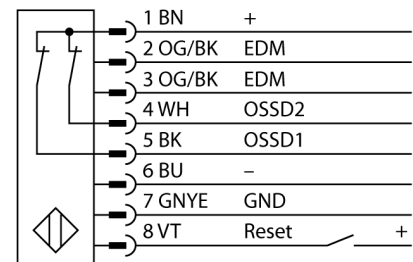 1 BN +
2 OG/BK EDM
3 OG/BK EDM
4 WH OSSD2
5 BK OSSD1
6 BU –
7 GNYE GND
8 VT Reset +